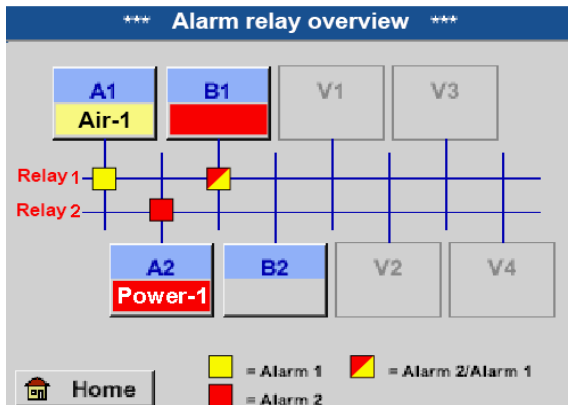 *** Alarm relay overview ***
A1 B1 V1 V3
Air-1
Relay 1
Relay 2
A2 B2 V2 V4
Power-1
= Alarm 1 = Alarm 2/Alarm 1
Home
= Alarm 2